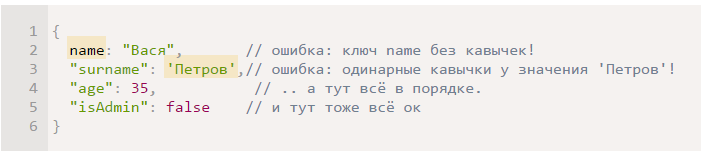 1 {
2 name: "Вася", // ошибка: ключ name без кавычек!
3 "surname": 'Петров',// ошибка: одинарные кавычки у значения 'Петров'!
4 "age": 35, // .. а тут всё в порядке.
5 "isAdmin": false // и тут тоже всё ок
6 }